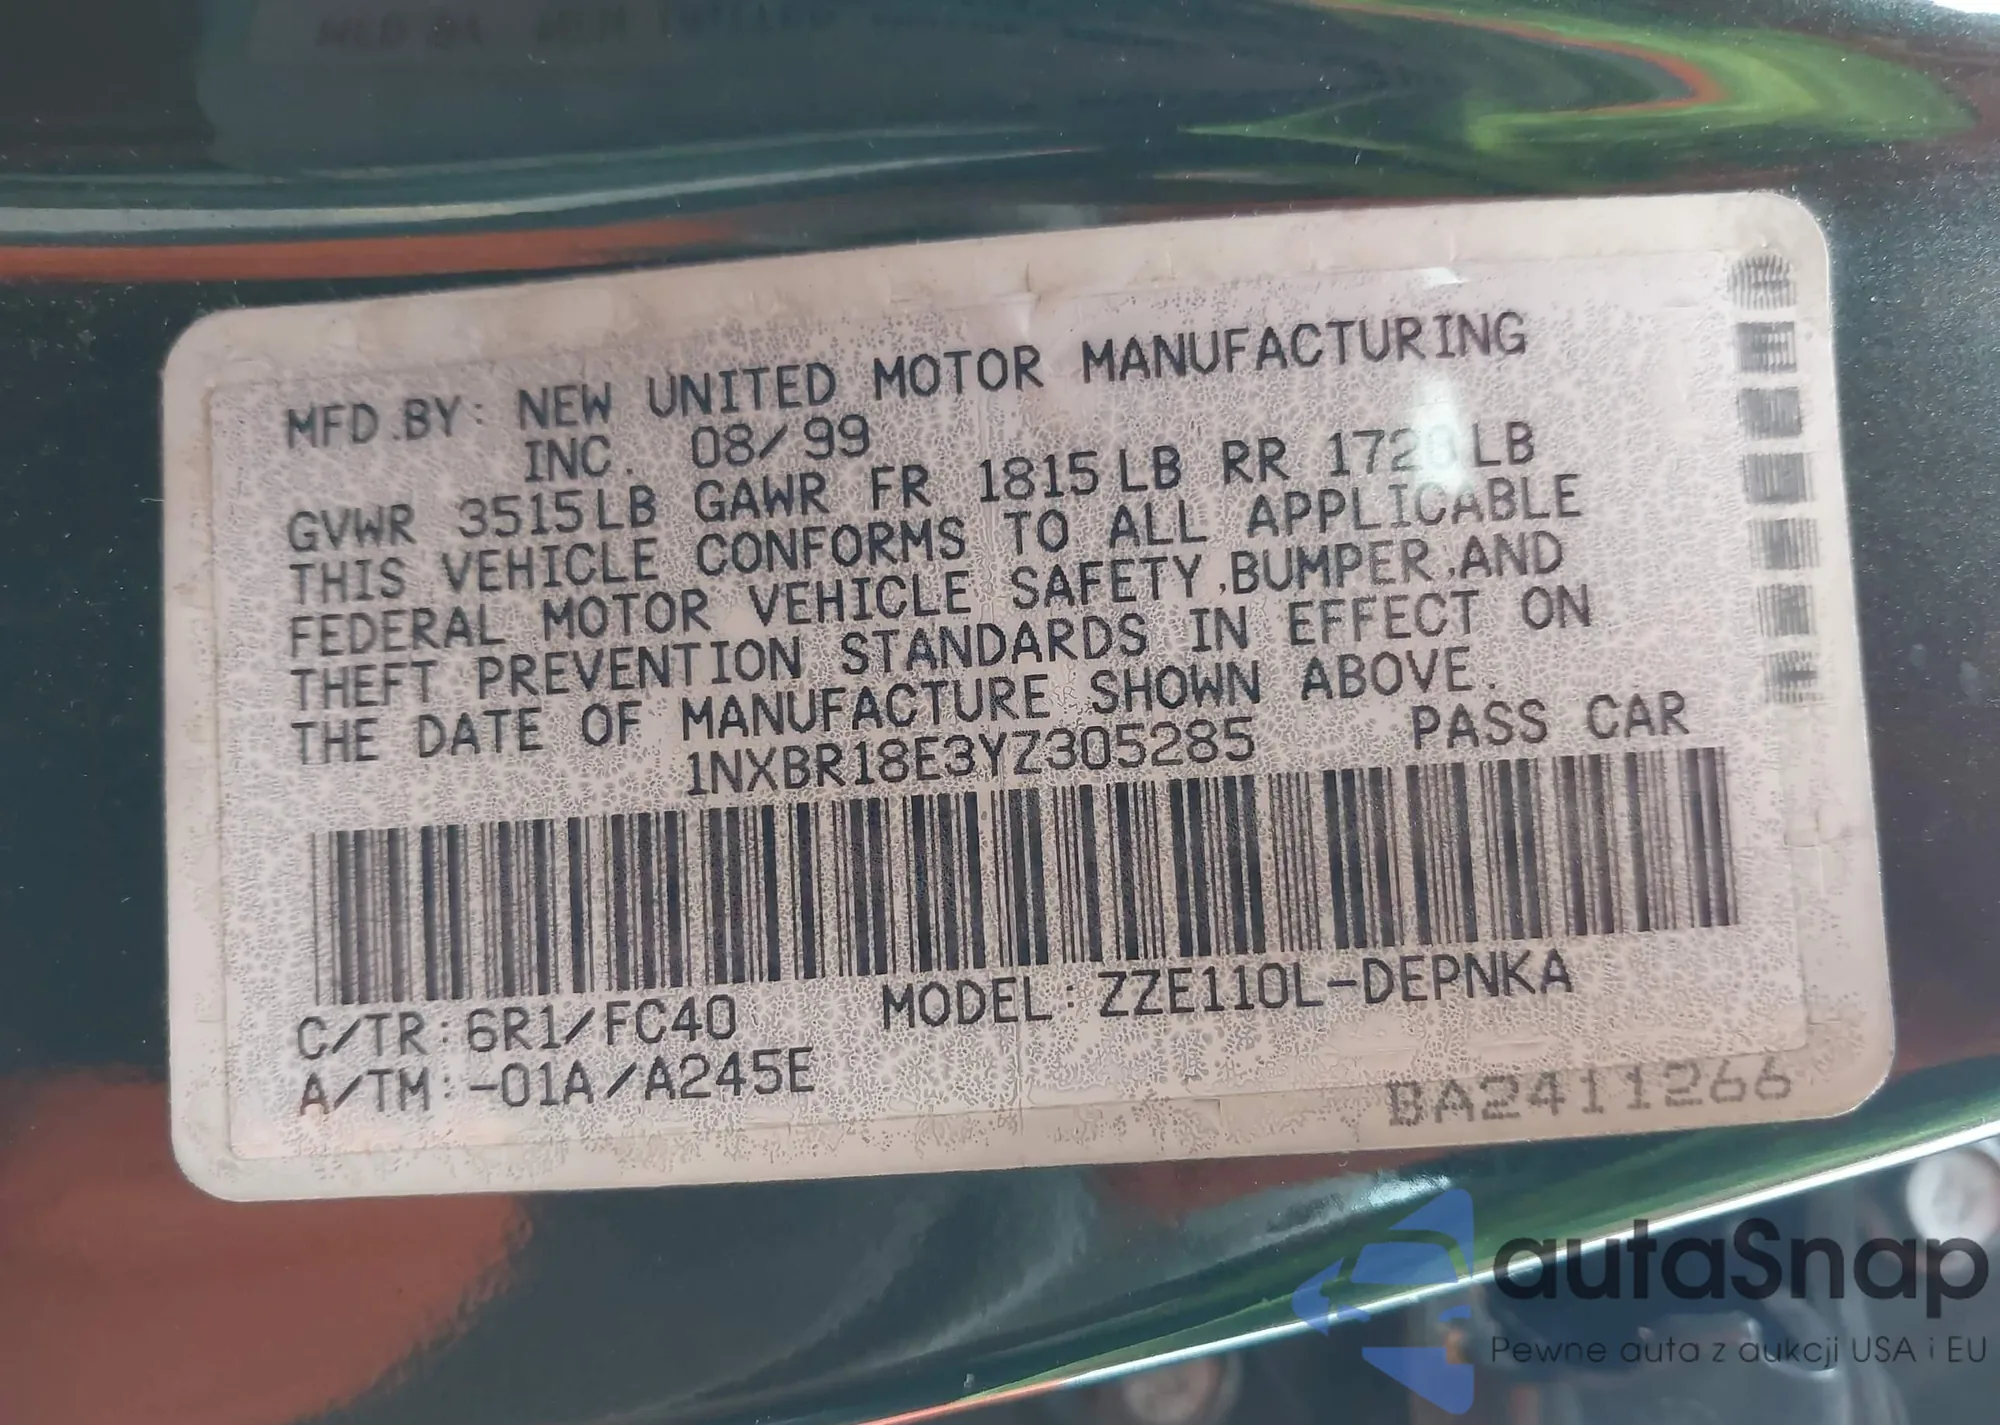 MFD.BY: NEW UNITED MOTOR MANUFACTURING
INC. 08/99
GVWR 3515LB GAWR FR 1815LB RR LB
THIS VEHICLE CONFORMS TO ALL APPLICABLE
FEDERAL MOTOR VEHICLE SAFETY,BUMPER,AND
THEFT PREVENTION STANDARDS IN EFFECT ON
THE DATE OF MANUFACTURE SHOWN ABOVE.
1NXBR18E3YZ305285 PASS CAR
C/TR:6R1/FC40 MODEL:ZZE110L-DEPNKA
A/TM:-01A/A245E
BA2411266
autaSnap
Pewne auta z aukcji USA i EU